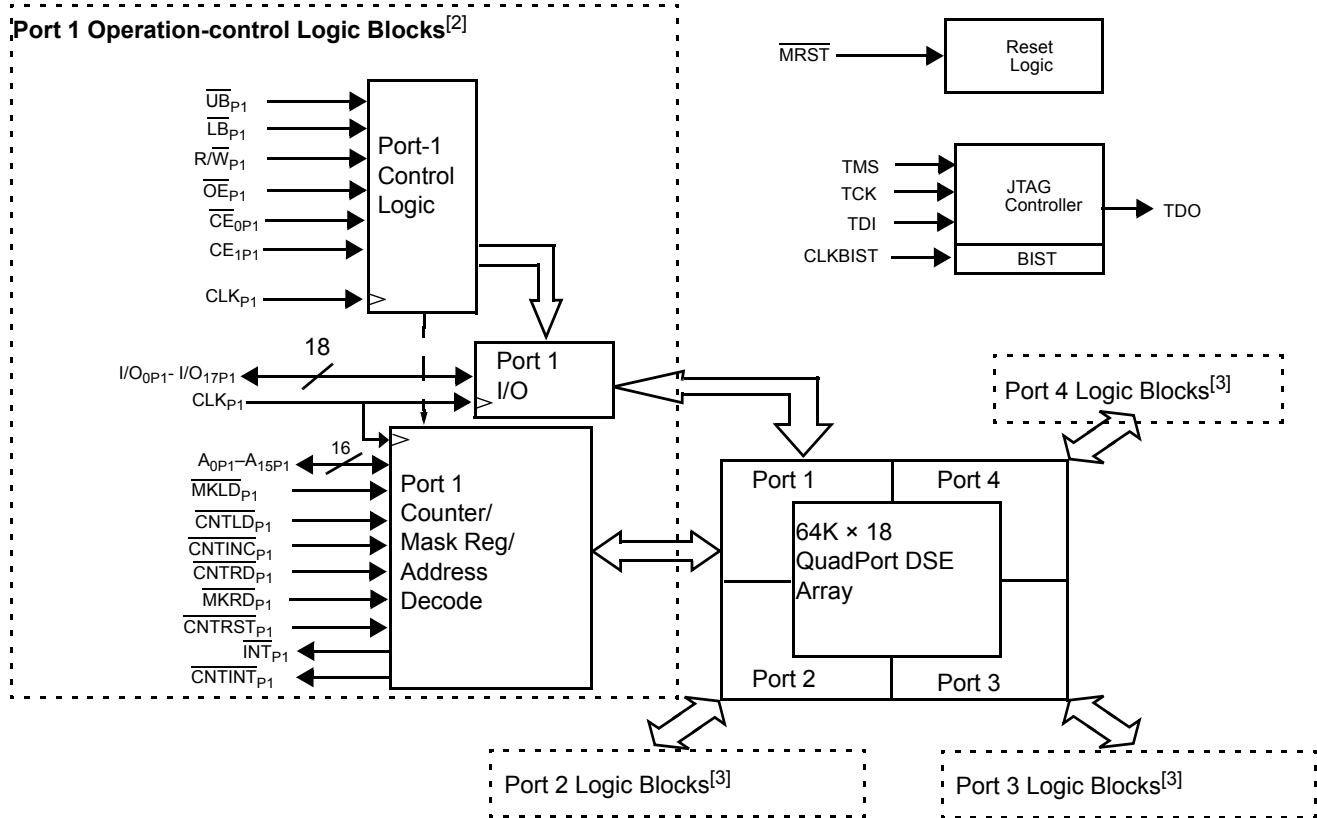 Port 1 Operation-control Logic Blocks[2]
UBP1
LBP1
R/WP1
OEP1
CE0P1
CE1P1
CLKP1
Port-1
Control
Logic
18
I/O0P1- I/O17P1
CLKP1
Port 1
I/O
16
A0P1–A15P1
MKLDP1
CNTLDP1
CNTINCP1
CNTRDP1
MKRDP1
CNTRSTP1
INTP1
CNTINTP1
Port 1
Counter/
Mask Reg/
Address
Decode
MRST
Reset
Logic
TMS
TCK
TDI
CLKBIST
JTAG
Controller
BIST
TDO
Port 4 Logic Blocks[3]
Port 1
Port 4
64K × 18
QuadPort DSE
Array
Port 2
Port 3
Port 2 Logic Blocks[3]
Port 3 Logic Blocks[3]